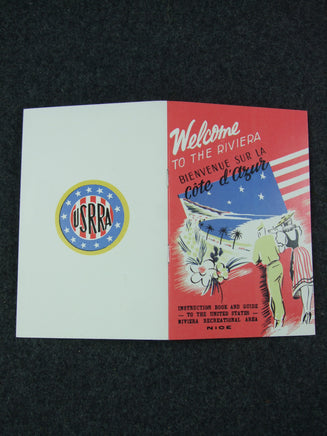 USRRA
Welcome
TO THE RIVIERA
BIENVENUE SUR LA
côte d'azur
INSTRUCTION BOOK AND GUIDE
— TO THE UNITED STATES —
RIVIERA RECREATIONAL AREA
NICE